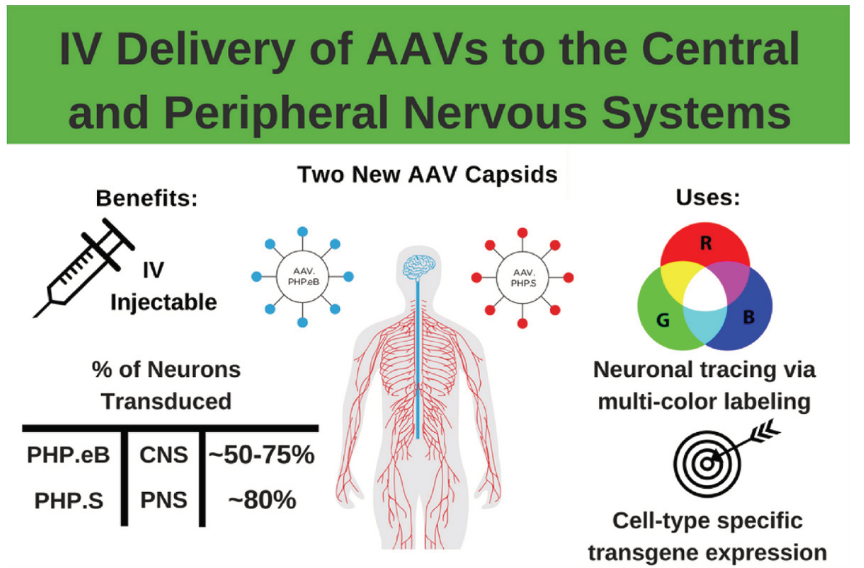 IV Delivery of AAVs to the Central
and Peripheral Nervous Systems
Two New AAV Capsids
Benefits:
IV
Injectable
% of Neurons
Transduced
PHP.eB CNS ~50-75%
PHP.S PNS ~80%
AAV.
PHP.eB
AAV.
PHP.S
Uses:
R
G B
Neuronal tracing via
multi-color labeling
Cell-type specific
transgene expression